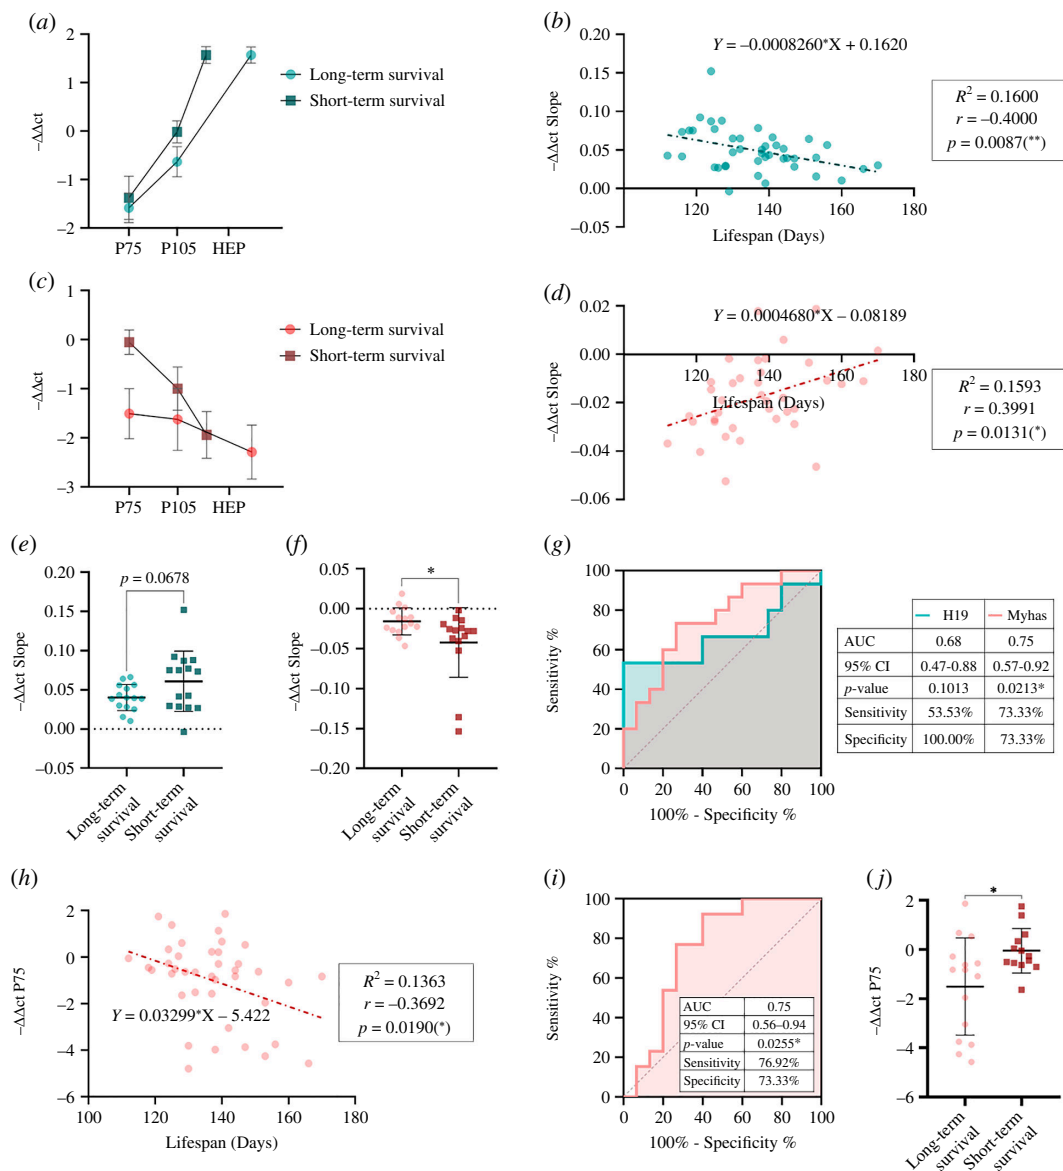 (a)
2
1
0
–1
–2
–ΔΔct
P75
P105
HEP
Long-term survival
Short-term survival
(b)
Y = –0.0008260*X + 0.1620
0.20
0.15
0.10
0.05
0.00
–0.05
–ΔΔct Slope
120
140
160
180
Lifespan (Days)
R² = 0.1600
r = –0.4000
p = 0.0087(**)
(c)
1
0
–1
–2
–3
–ΔΔct
P75
P105
HEP
Long-term survival
Short-term survival
(d)
0.02
0.00
–0.02
–0.04
–0.06
–ΔΔct Slope
Y = 0.0004680*X – 0.08189
120
140
160
180
Lifespan (Days)
R² = 0.1593
r = 0.3991
p = 0.0131(*)
(e)
0.20
0.15
0.10
0.05
0.00
–0.05
–ΔΔct Slope
p = 0.0678
Long-term
survival
Short-term
survival
(f)
0.05
–0.00
–0.05
–0.10
–0.15
–0.20
–ΔΔct Slope
*
Long-term
survival
Short-term
survival
(g)
100
80
60
40
20
0
Sensitivity %
0
20
40
60
80
100
100% - Specificity %
H19 Myhas
AUC 0.68 0.75
95% CI 0.47-0.88 0.57-0.92
p-value 0.1013 0.0213*
Sensitivity 53.53% 73.33%
Specificity 100.00% 73.33%
(h)
2
0
–2
–4
–6
–ΔΔct P75
Y = 0.03299*X – 5.422
100
120
140
160
180
Lifespan (Days)
R² = 0.1363
r = –0.3692
p = 0.0190(*)
(i)
100
80
60
40
20
0
Sensitivity %
AUC 0.75
95% CI 0.56–0.94
p-value 0.0255*
Sensitivity 76.92%
Specificity 73.33%
0
20
40
60
80
100
100% - Specificity %
(j)
2
0
–2
–4
–6
–ΔΔct P75
*
Long-term
survival
Short-term
survival